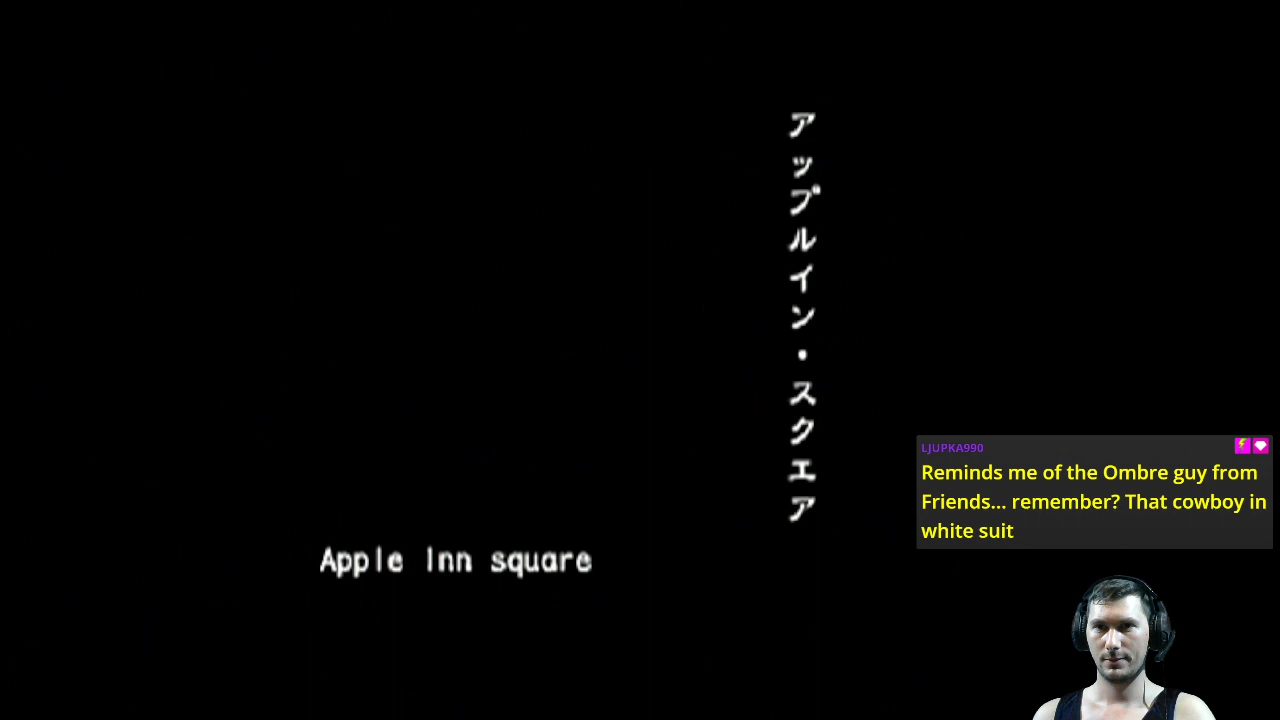 アップルイン・スクエア
Apple Inn square
LJUPKA990
Reminds me of the Ombre guy from
Friends... remember? That cowboy in
white suit